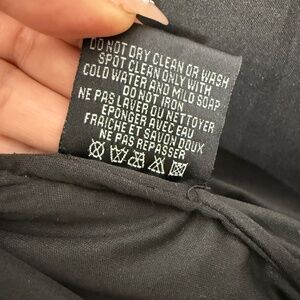 DO NOT DRY CLEAN OR WASH
SPOT CLEAN ONLY WITH
COLD WATER AND MILD SOAP
DO NOT IRON
NE PAS LAVER OU NETTOYER
EPONGER AVEC EAU
FRAÎCHE ET SAVON DOUX
NE PAS REPASSER